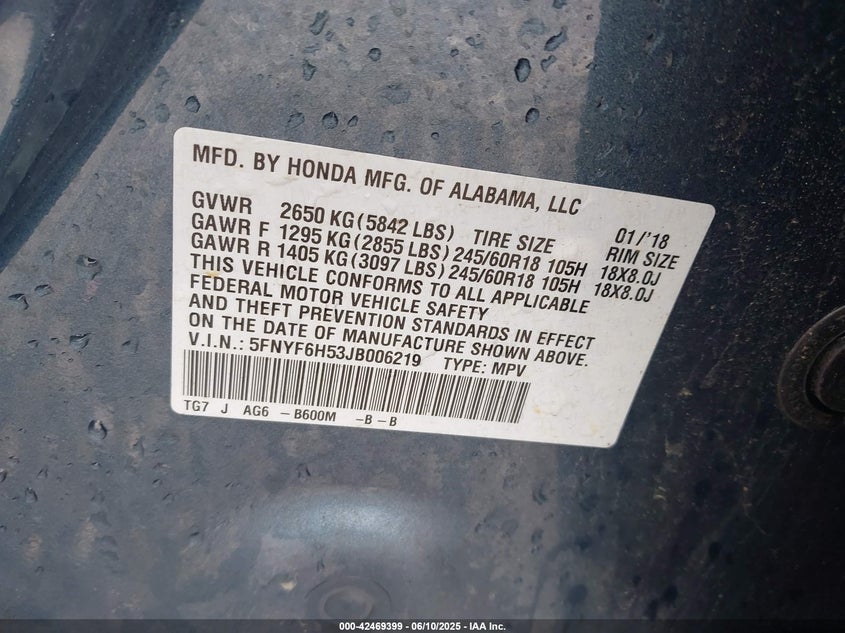 MFD. BY HONDA MFG. OF ALABAMA, LLC
GVWR 2650 KG (5842 LBS) TIRE SIZE 01/'18 RIM SIZE
GAWR F 1295 KG (2855 LBS) 245/60R18 105H 18X8.0J
GAWR R 1405 KG (3097 LBS) 245/60R18 105H 18X8.0J
THIS VEHICLE CONFORMS TO ALL APPLICABLE
FEDERAL MOTOR VEHICLE SAFETY
AND THEFT PREVENTION STANDARDS IN EFFECT
ON THE DATE OF MANUFACTURE SHOWN ABOVE.
V.I.N.: 5FNYF6H53JB006219 TYPE: MPV
TG7 J AG6 -B600M -B-B
000-42469399 - 06/10/2025 - IAA Inc.